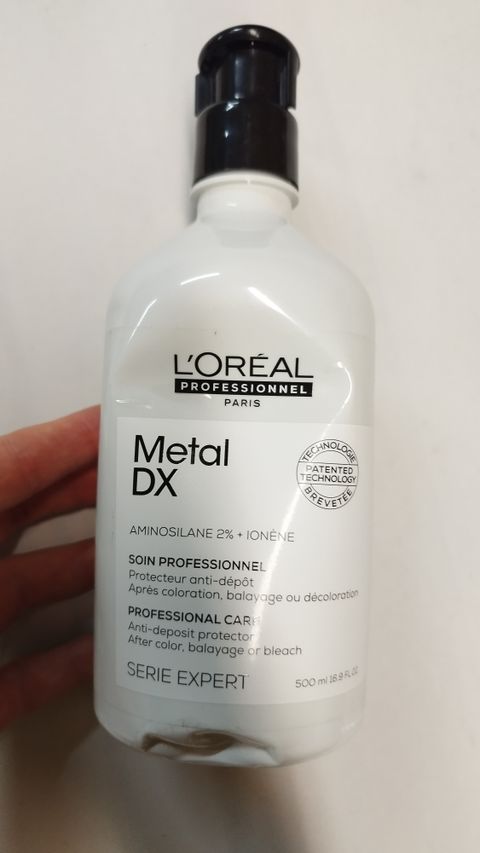 L'ORÉAL
PROFESSIONNEL
PARIS
Metal
DX
TECHNOLOGIE
PATENTED
TECHNOLOGY
BREVETÉE
AMINOSILANE 2% + IONÈNE
SOIN PROFESSIONNEL
Protecteur anti-dépôt
Après coloration, balayage ou décoloration
PROFESSIONAL CARE
Anti-deposit protector
After color, balayage or bleach
SERIE EXPERT
500 ml 16.9 FL OZ